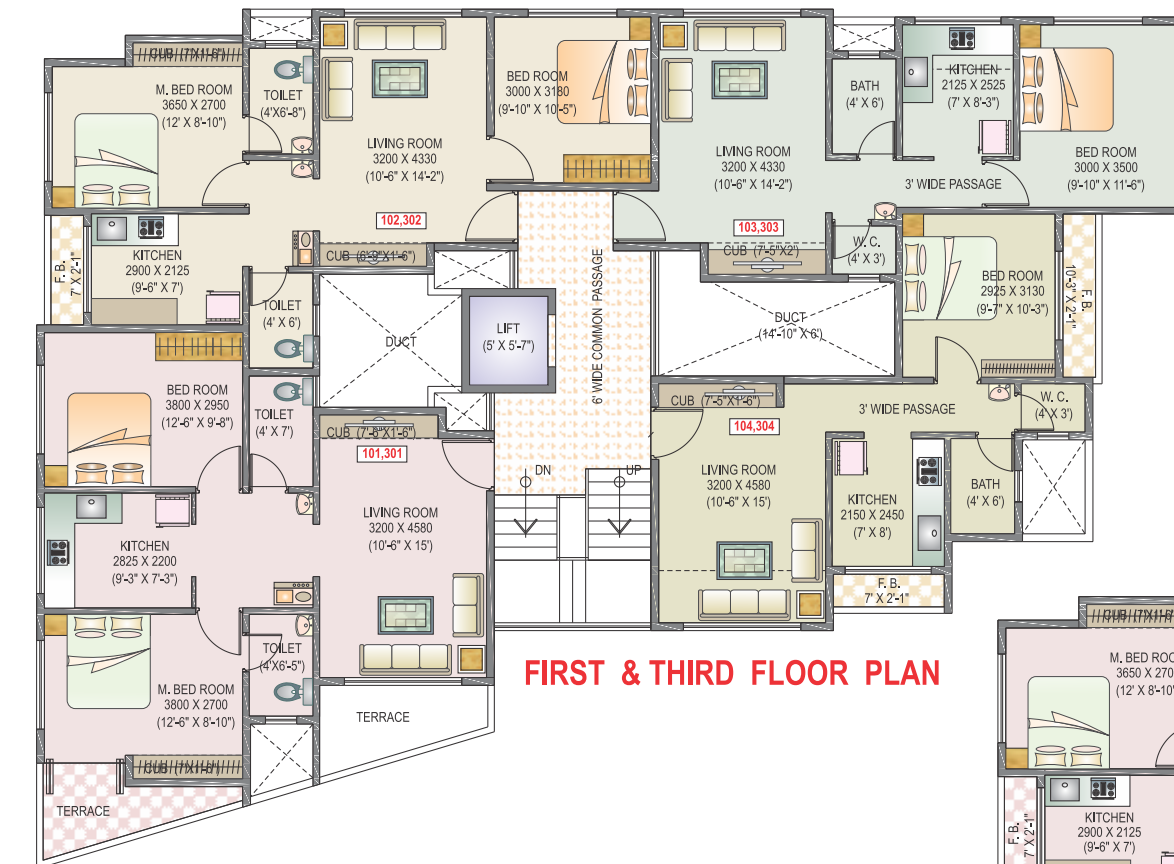 CUB (7'X1'-6")
M. BED ROOM
3650 X 2700
(12' X 8'-10")
TOILET
(4'X6'-8")
LIVING ROOM
3200 X 4330
(10'-6" X 14'-2")
102,302
CUB (6'-9"X1'-6")
BED ROOM
3000 X 3180
(9'-10" X 10'-5")
KITCHEN
2900 X 2125
(9'-6" X 7')
F. B.
7' X 2'-1"
TOILET
(4' X 6')
DUCT
LIFT
(5' X 5'-7")
6' WIDE COMMON PASSAGE
LIVING ROOM
3200 X 4330
(10'-6" X 14'-2")
103,303
CUB (7'-5"X2')
BATH
(4' X 6')
KITCHEN
2125 X 2525
(7' X 8'-3")
BED ROOM
3000 X 3500
(9'-10" X 11'-6")
3' WIDE PASSAGE
W. C.
(4' X 3')
DUCT
(14'-10" X 6')
BED ROOM
2925 X 3130
(9'-7" X 10'-3")
F. B.
10'-3" X 2'-1"
BED ROOM
3800 X 2950
(12'-6" X 9'-8")
TOILET
(4' X 7')
CUB (7'-8"X1'-6")
101,301
LIVING ROOM
3200 X 4580
(10'-6" X 15')
KITCHEN
2825 X 2200
(9'-3" X 7'-3")
M. BED ROOM
3800 X 2700
(12'-6" X 8'-10")
TOILET
(4'X6'-5")
CUB (7'X1'-6")
TERRACE
TERRACE
DN
UP
CUB (7'-5"X1'-6")
104,304
3' WIDE PASSAGE
W. C.
(4' X 3')
LIVING ROOM
3200 X 4580
(10'-6" X 15')
KITCHEN
2150 X 2450
(7' X 8')
BATH
(4' X 6')
F. B.
7' X 2'-1"
FIRST & THIRD FLOOR PLAN
CUB (7'X1'-6
M. BED ROO
3650 X 270
(12' X 8'-10
KITCHEN
2900 X 2125
(9'-6" X 7')
F. B.
7' X 2'-1"